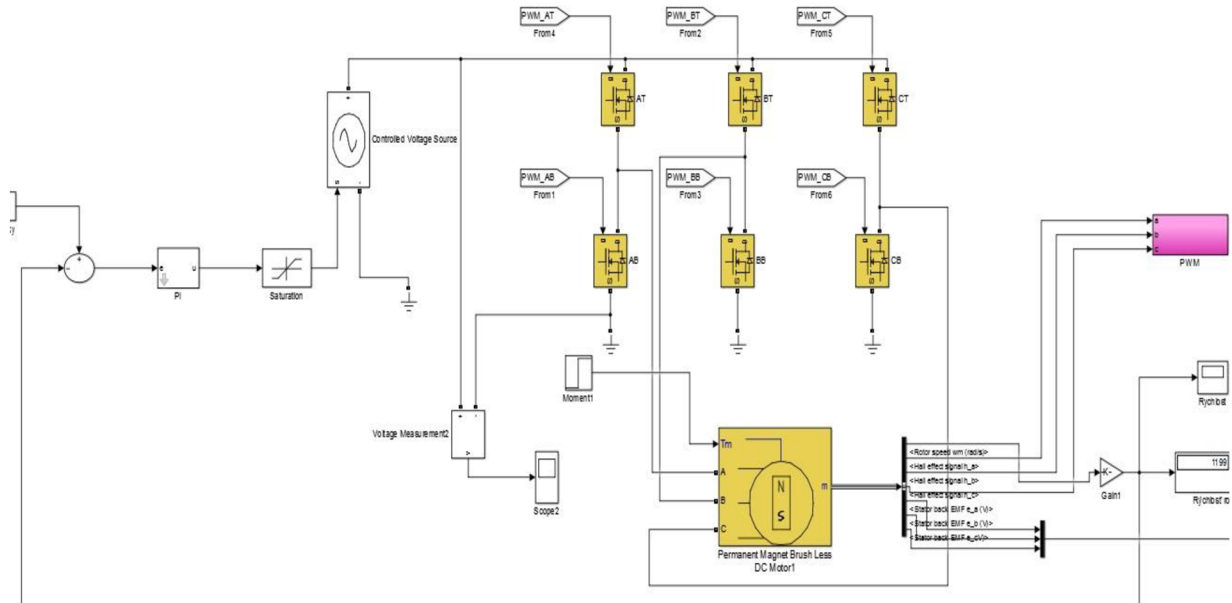 PWM_AT
From4
PWM_BT
From2
PWM_CT
From5
AT
BT
CT
Controlled Voltage Source
PWM_AB
From1
PWM_BB
From3
PWM_CB
From6
AB
BB
CB
a
b
c
PWM
e
u
PI
Saturation
Moment1
Voltage Measurement2
v
Scope2
Tm
A
B
C
N
S
m
Permanent Magnet Brush Less
DC Motor1
<Rotor speed wm (rad/s)>
<Hall effect signal h_a>
<Hall effect signal h_b>
<Hall effect signal h_c>
<Stator back EMF e_a (V)>
<Stator back EMF e_b (V)>
<Stator back EMF e_c(V)>
-K-
Gain1
Rychlost
1199
Rýchlosť ro